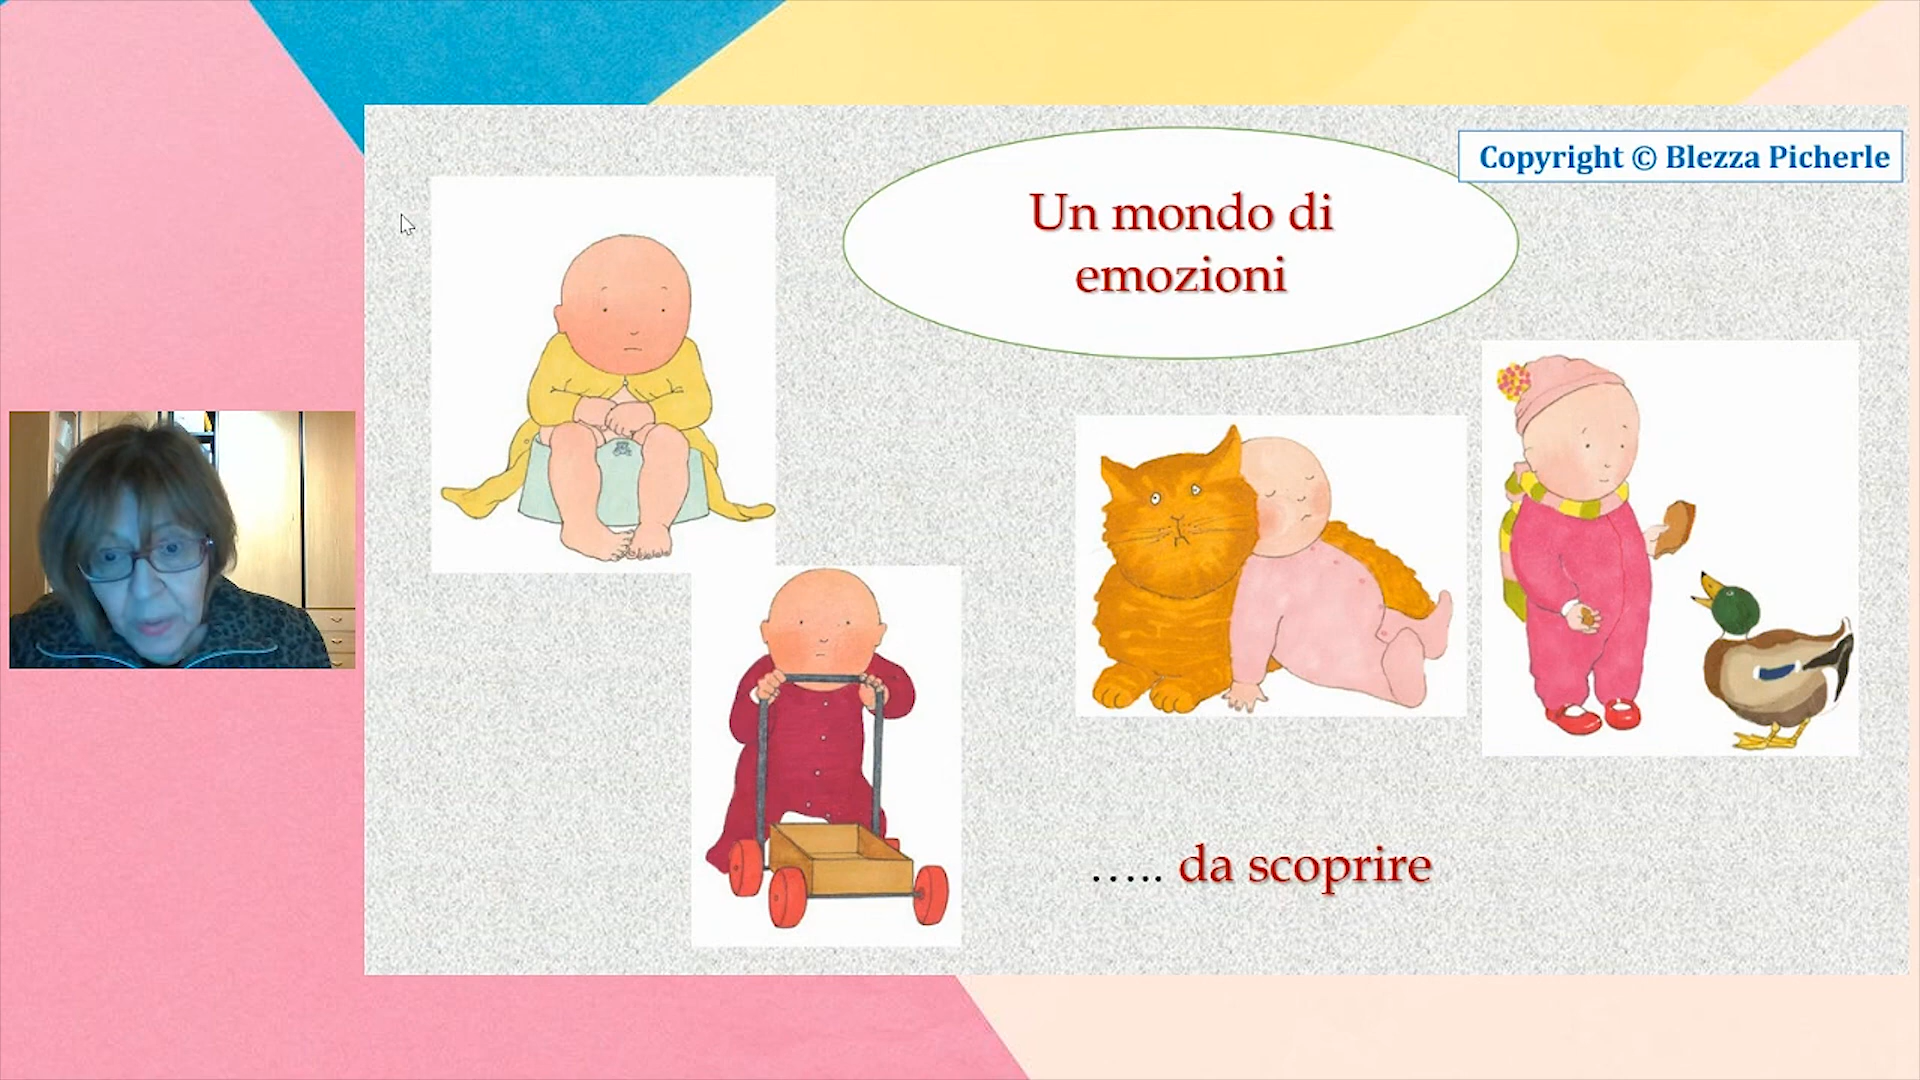 Copyright © Blezza Picherle
Un mondo di
emozioni
..... da scoprire